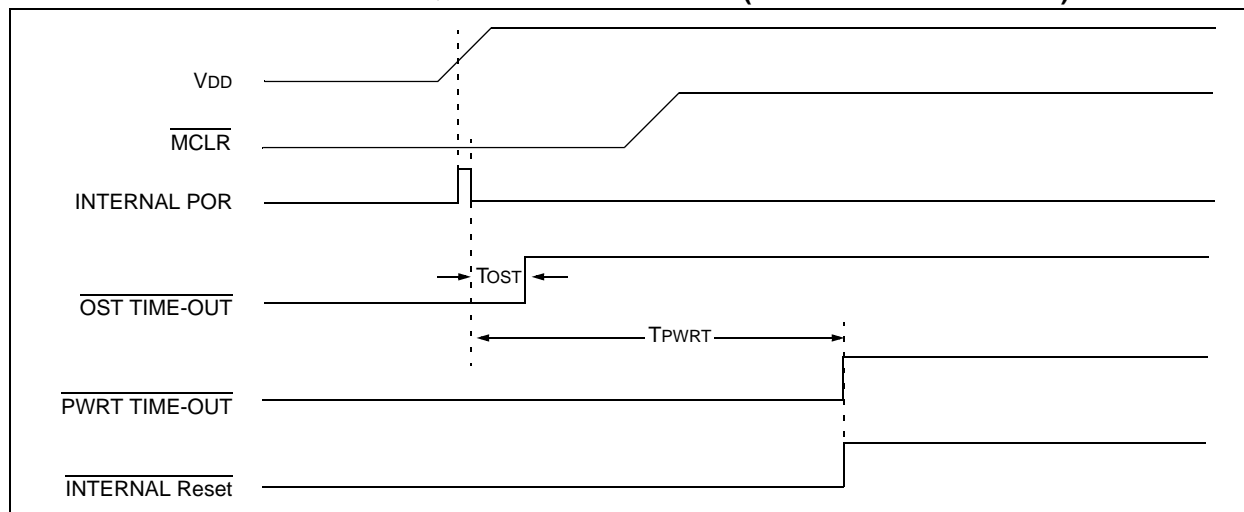 VDD
MCLR
INTERNAL POR
TOST
OST TIME-OUT
TPWRT
PWRT TIME-OUT
INTERNAL Reset